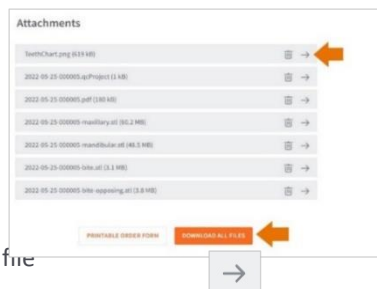 Attachments
TeethChart.png (619 kB)
2022-05-25-000005.qcProject (1 kB)
2022-05-25-000005.pdf (180 kB)
2022-05-25-000005-maxillary.stl (60.2 MB)
2022-05-25-000005-mandibular.stl (46.5 MB)
2022-05-25-000005-bite.stl (3.1 MB)
2022-05-25-000005-bite-opposing.stl (3.8 MB)
PRINTABLE ORDER FORM
DOWNLOAD ALL FILES
file